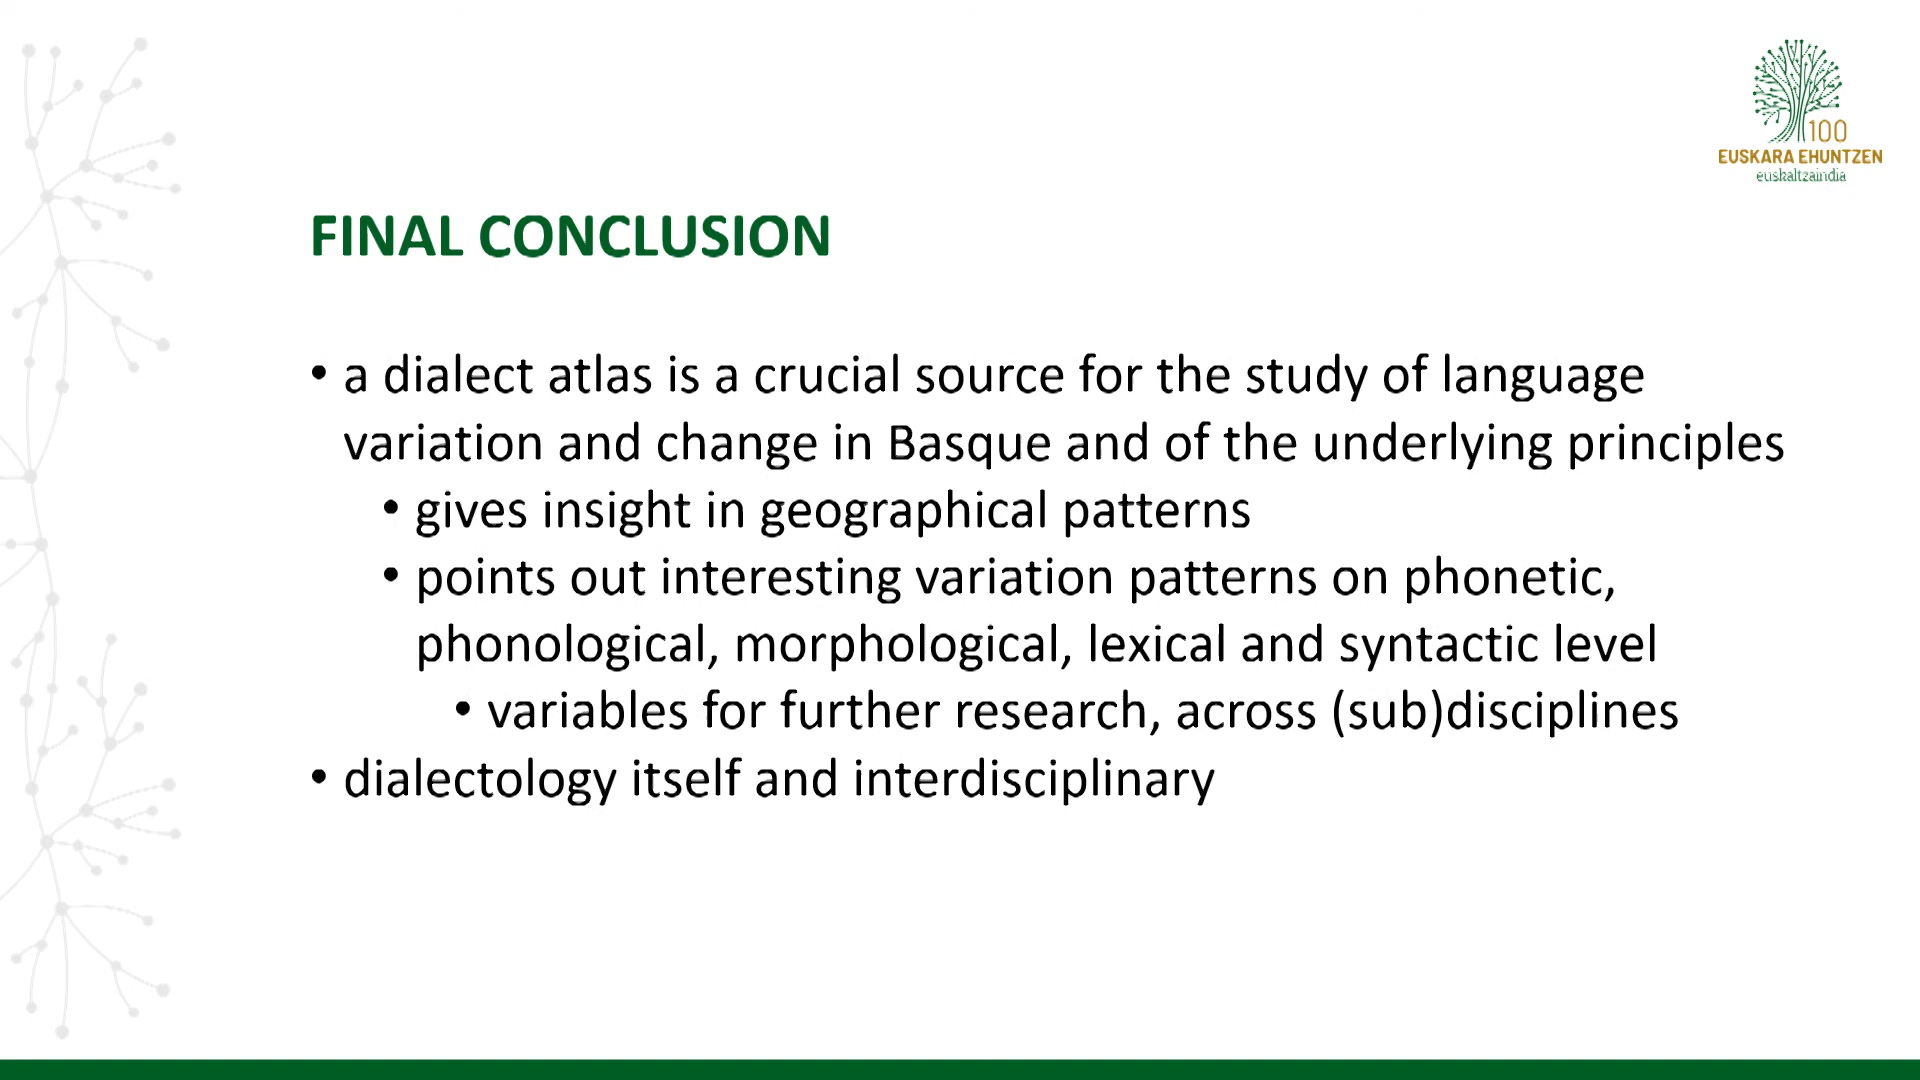 100
EUSKARA EHUNTZEN
euskaltzaindia
FINAL CONCLUSION
• a dialect atlas is a crucial source for the study of language
variation and change in Basque and of the underlying principles
• gives insight in geographical patterns
• points out interesting variation patterns on phonetic,
phonological, morphological, lexical and syntactic level
• variables for further research, across (sub)disciplines
• dialectology itself and interdisciplinary